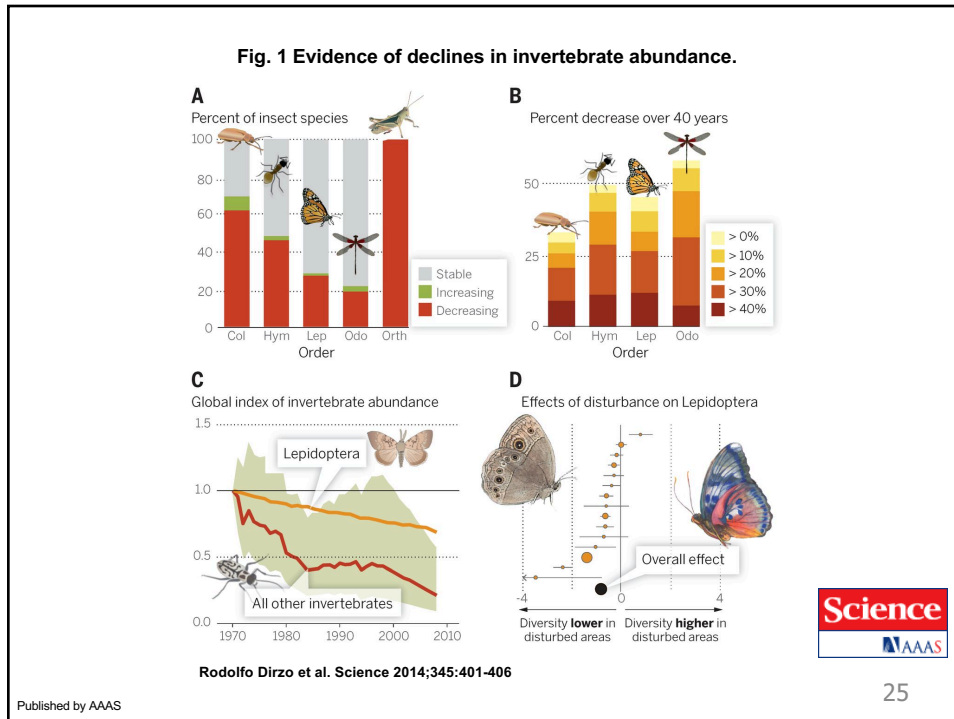 Fig. 1 Evidence of declines in invertebrate abundance.
A
Percent of insect species
100
80
60
40
20
0
Col Hym Lep Odo Orth
Order
Stable
Increasing
Decreasing
B
Percent decrease over 40 years
50
25
0
Col Hym Lep Odo
Order
> 0%
> 10%
> 20%
> 30%
> 40%
C
Global index of invertebrate abundance
1.5
1.0
0.5
0.0
Lepidoptera
All other invertebrates
1970 1980 1990 2000 2010
D
Effects of disturbance on Lepidoptera
Overall effect
-4 0 4
Diversity lower in
disturbed areas
Diversity higher in
disturbed areas
Rodolfo Dirzo et al. Science 2014;345:401-406
Science
AAAS
Published by AAAS
25